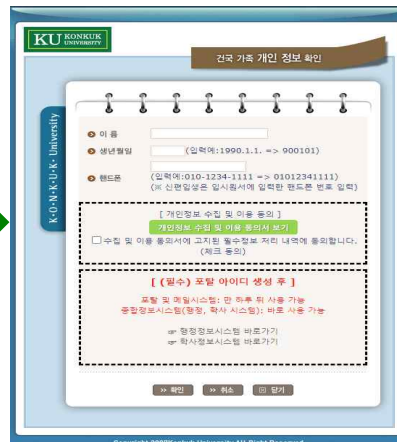 KU KONKUK
UNIVERSITY
건국 가족 개인 정보 확인
K·O·N·K·U·K· University
이 름
생년월일 (입력예:1990.1.1. => 900101)
핸드폰
(입력예:010-1234-1111 => 01012341111)
(※ 신편입생은 입시원서에 입력한 핸드폰 번호 입력)
[ 개인정보 수집 및 이용 동의 ]
개인정보 수집 및 이용 동의서 보기
수집 및 이용 동의서에 고지된 필수정보 처리 내역에 동의합니다.
(체크 동의)
[ (필수) 포탈 아이디 생성 후 ]
포탈 및 메일시스템: 만 하루 뒤 사용 가능
종합정보시스템(행정, 학사 시스템): 바로 사용 가능
☞ 행정정보시스템 바로가기
☞ 학사정보시스템 바로가기
>> 확인 >> 취소 닫기
Copyright 2008Konkuk University All Right Reserved